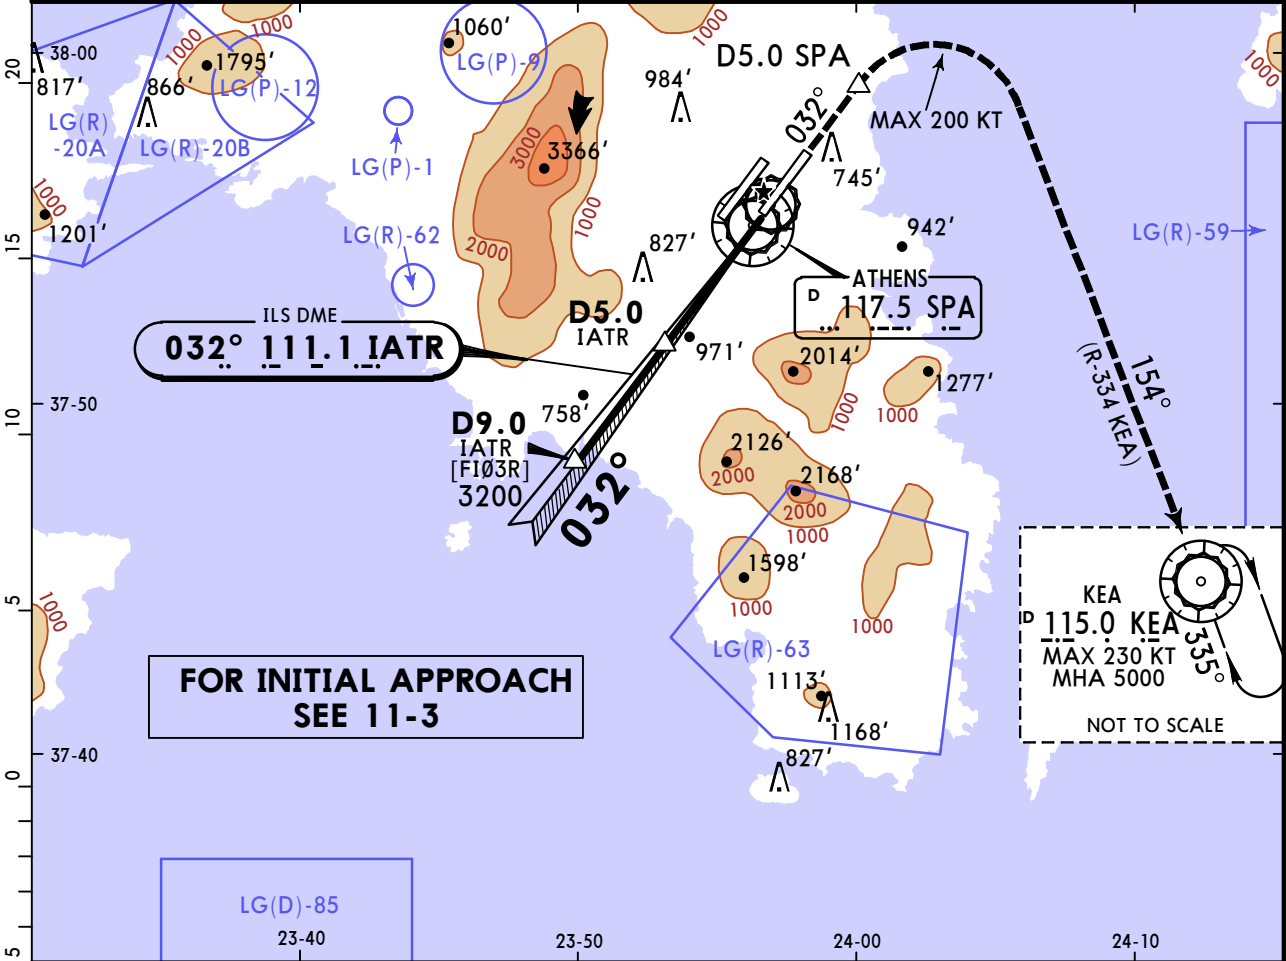 1000
1000
1060′
1000
D5.0 SPA
38-00
1795′
LG(P)-9
984′
1000
20
817′
866′
LG(P)-12
032°
MAX 200 KT
LG(R)
-20A
LG(R)-20B
LG(P)-1
3000
3366′
745′
1000
1201′
1000
942′
LG(R)-62
2000
827′
LG(R)-59
15
ATHENS
D 117.5 SPA
ILS DME
032° 111.1 IATR
D5.0
IATR
971′
2014′
1277′
154°
(R-334 KEA)
37-50
10
758′
1000
1000
D9.0
IATR
[FIØ3R]
3200
2126′
2000
2168′
2000
1000
032°
1598′
1000
1000
5
1000
LG(R)-63
KEA
D 115.0 KEA
MAX 230 KT
MHA 5000
335°
NOT TO SCALE
FOR INITIAL APPROACH
SEE 11-3
1113′
1168′
827′
37-40
0
LG(D)-85
5
23-40
23-50
24-00
24-10